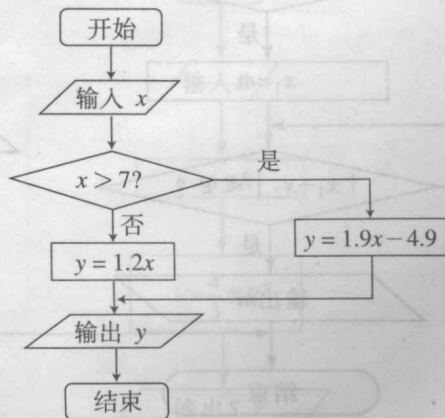 开始
输入 x
x > 7?
是
否
y = 1.2x
y = 1.9x − 4.9
输出 y
结束